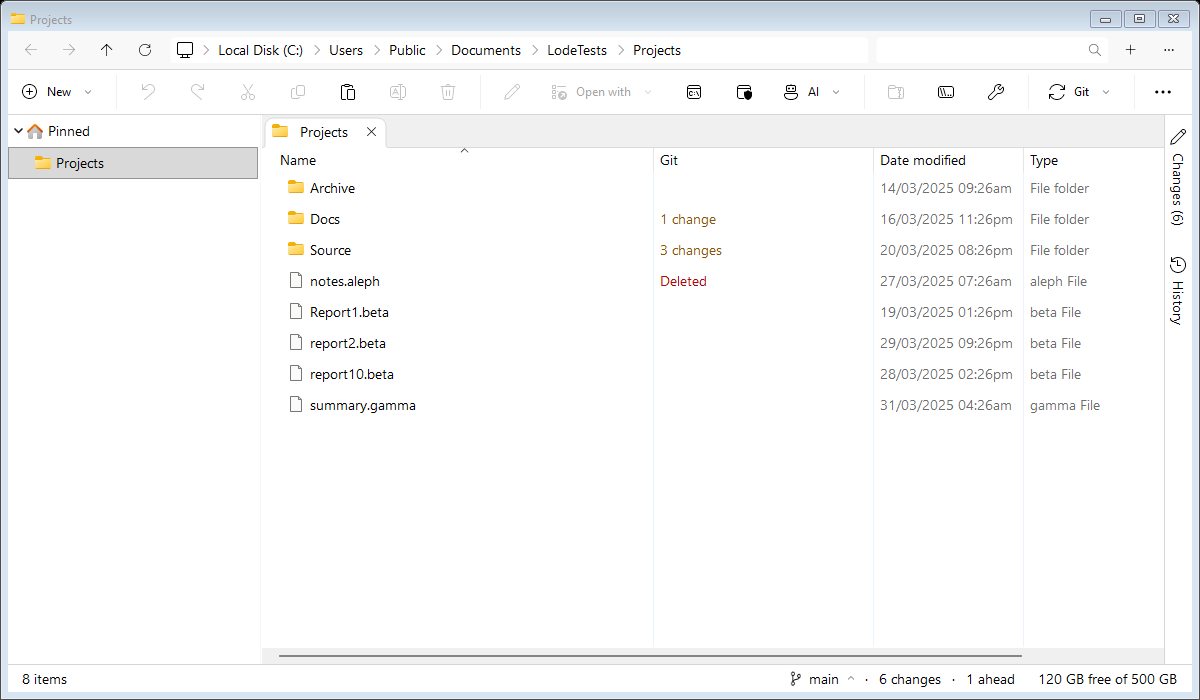 Projects
Local Disk (C:) Users Public Documents LodeTests Projects
New Open with AI Git
Pinned
Projects
Projects
Name Git Date modified Type
Archive 14/03/2025 09:26am File folder
Docs 1 change 16/03/2025 11:26pm File folder
Source 3 changes 20/03/2025 08:26pm File folder
notes.aleph Deleted 27/03/2025 07:26am aleph File
Report1.beta 19/03/2025 01:26pm beta File
report2.beta 29/03/2025 09:26pm beta File
report10.beta 28/03/2025 02:26pm beta File
summary.gamma 31/03/2025 04:26am gamma File
Changes (6)
History
8 items main · 6 changes · 1 ahead 120 GB free of 500 GB